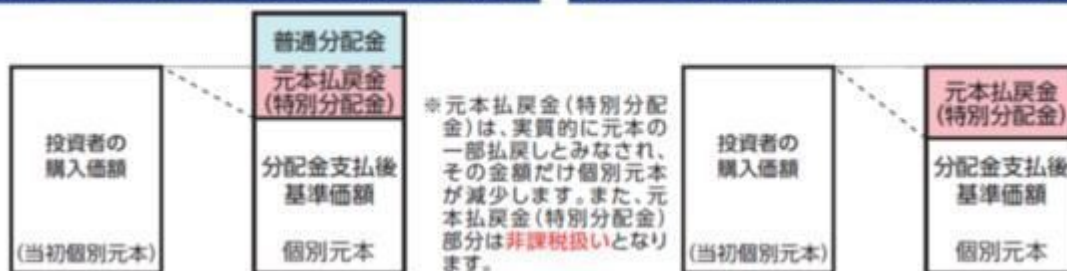 普通分配金
元本払戻金
(特別分配金)
投資者の
購入価額
(当初個別元本)
分配金支払後
基準価額
個別元本
※元本払戻金(特別分配
金)は、実質的に元本の
一部払戻しとみなされ、
その金額だけ個別元本
が減少します。また、元
本払戻金(特別分配金)
部分は非課税扱いとなり
ます。
投資者の
購入価額
(当初個別元本)
元本払戻金
(特別分配金)
分配金支払後
基準価額
個別元本